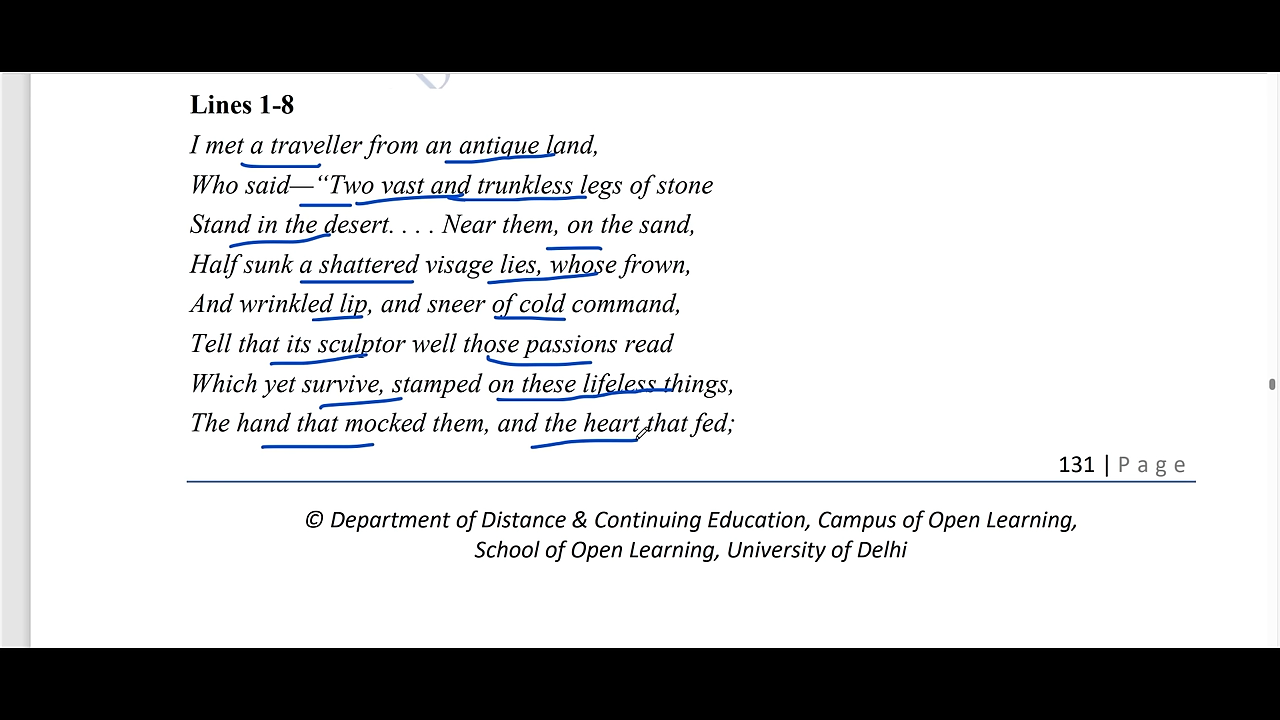 Lines 1-8
I met a traveller from an antique land,
Who said—“Two vast and trunkless legs of stone
Stand in the desert. . . . Near them, on the sand,
Half sunk a shattered visage lies, whose frown,
And wrinkled lip, and sneer of cold command,
Tell that its sculptor well those passions read
Which yet survive, stamped on these lifeless things,
The hand that mocked them, and the heart that fed;
131 | P a g e
© Department of Distance & Continuing Education, Campus of Open Learning,
School of Open Learning, University of Delhi